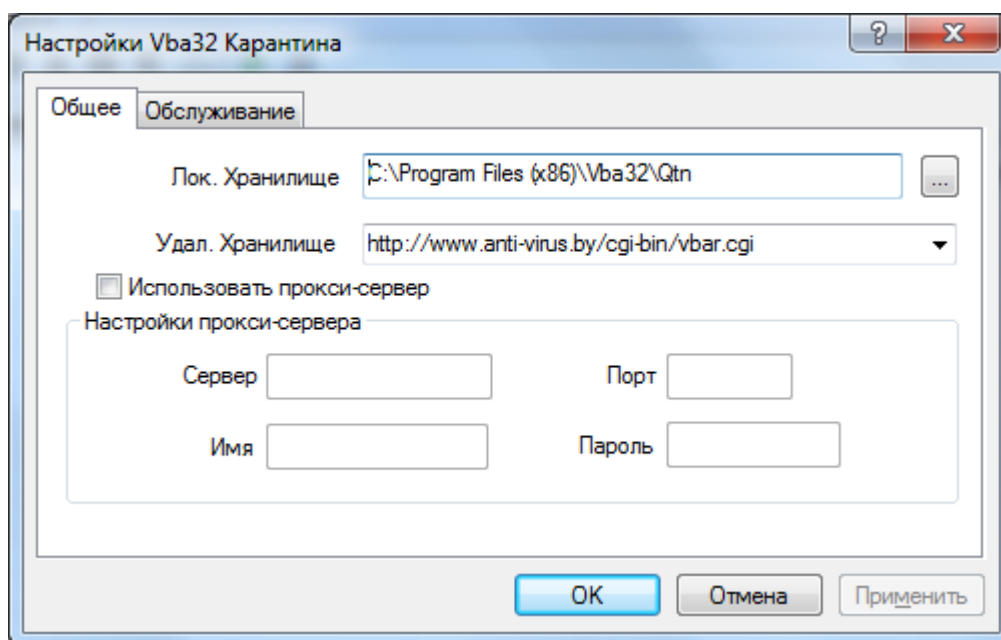 Настройки Vba32 Карантина
?
X
Общее Обслуживание
Лок. Хранилище C:\Program Files (x86)\Vba32\Qtn ...
Удал. Хранилище http://www.anti-virus.by/cgi-bin/vbar.cgi
Использовать прокси-сервер
Настройки прокси-сервера
Сервер Порт
Имя Пароль
OK Отмена Применить